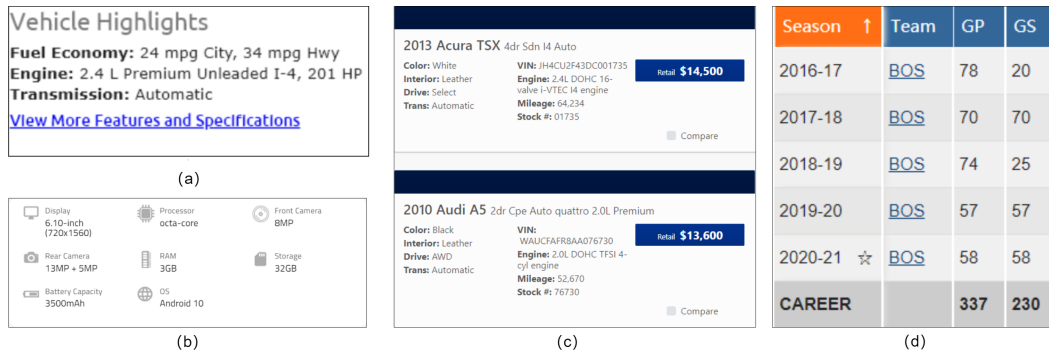 Vehicle Highlights
Fuel Economy: 24 mpg City, 34 mpg Hwy
Engine: 2.4 L Premium Unleaded I-4, 201 HP
Transmission: Automatic
View More Features and Specifications
(a)
Display
6.10-inch
(720x1560)
Processor
octa-core
Front Camera
8MP
Rear Camera
13MP + 5MP
RAM
3GB
Storage
32GB
Battery Capacity
3500mAh
OS
Android 10
(b)
2013 Acura TSX 4dr Sdn I4 Auto
Color: White
Interior: Leather
Drive: Select
Trans: Automatic
VIN: JH4CU2F43DC001735
Engine: 2.4L DOHC 16-
valve i-VTEC I4 engine
Mileage: 64,234
Stock #: 01735
Retail $14,500
Compare
2010 Audi A5 2dr Cpe Auto quattro 2.0L Premium
Color: Black
Interior: Leather
Drive: AWD
Trans: Automatic
VIN:
WAUCFAFR8AA076730
Engine: 2.0L DOHC TFSI 4-
cyl engine
Mileage: 52,670
Stock #: 76730
Retail $13,600
Compare
(c)
Season ↑ Team GP GS
2016-17 BOS 78 20
2017-18 BOS 70 70
2018-19 BOS 74 25
2019-20 BOS 57 57
2020-21 ☆ BOS 58 58
CAREER 337 230
(d)